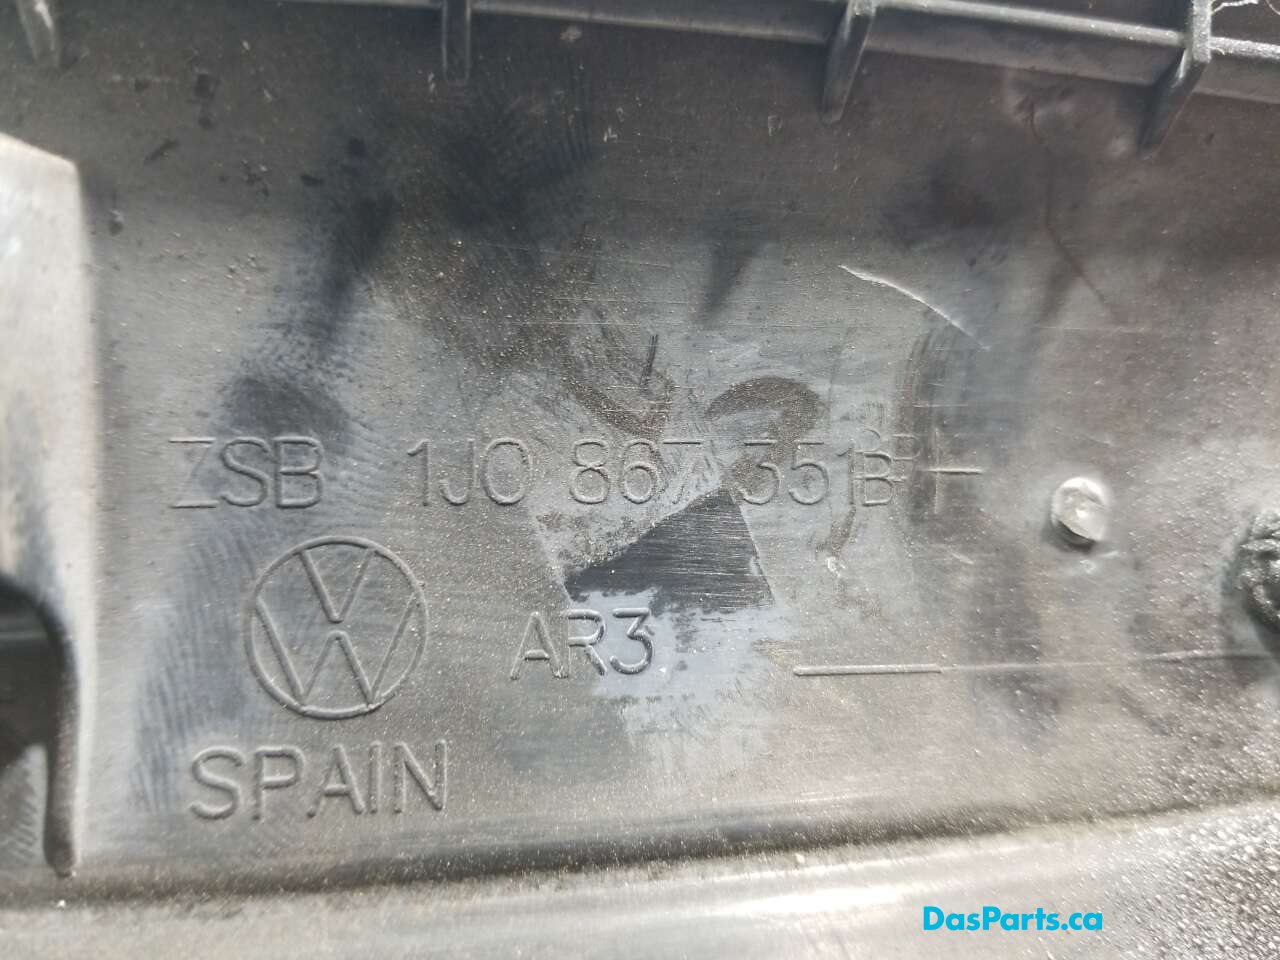 ZSB 1J0 867 351B
AR3
SPAIN
DasParts.ca